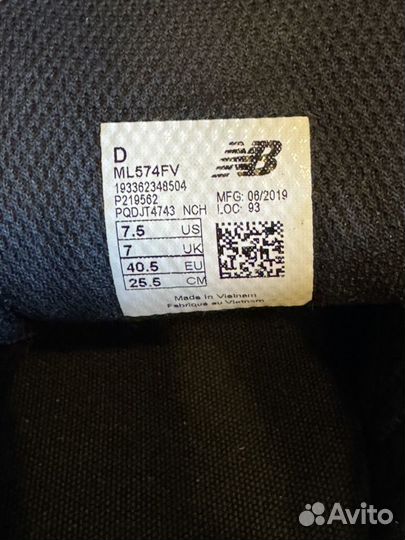 D
ML574FV
193362348504
P219562
PQDJT4743 NCH
MFG: 06/2019
LOC: 93
7.5 US
7 UK
40.5 EU
25.5 CM
Made In Vietnam
Fabriqué au Vietnam
NB
Avito